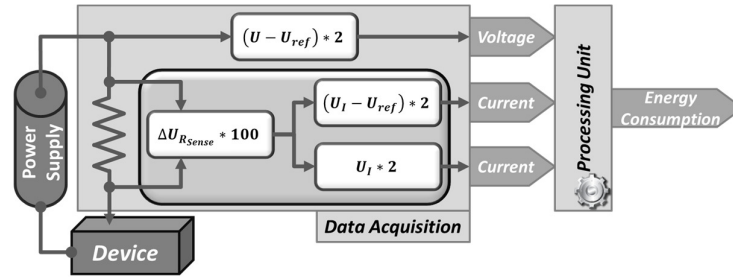 (U − U_ref) * 2
Voltage
Power
Supply
ΔU_R_Sense * 100
(U_I − U_ref) * 2
Current
U_I * 2
Current
Processing Unit
Energy
Consumption
Data Acquisition
Device